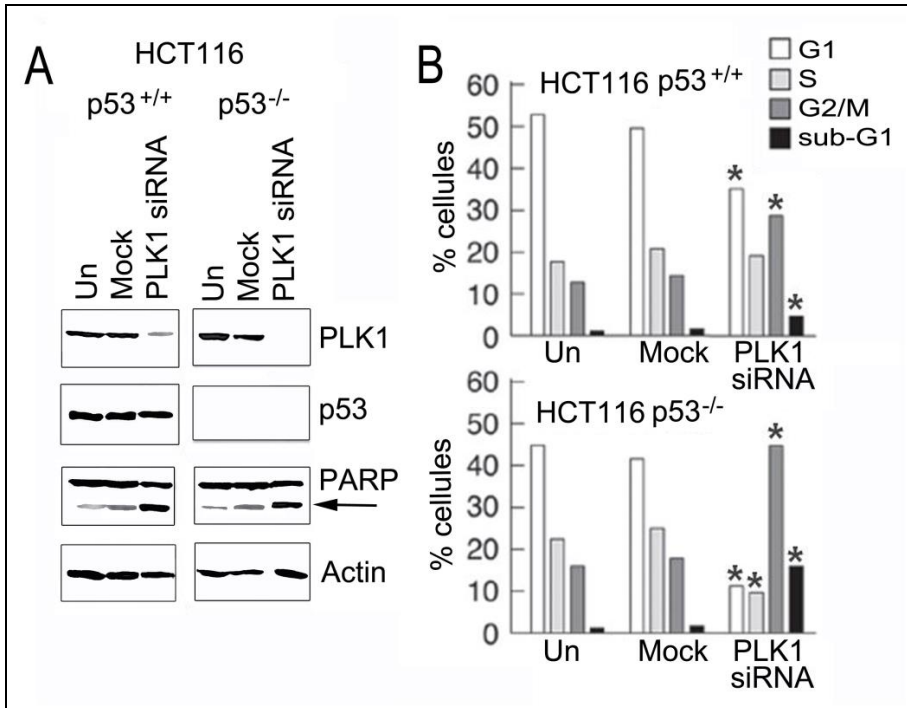 A
HCT116
p53+/+ p53-/-
Un Mock PLK1 siRNA Un Mock PLK1 siRNA
PLK1
p53
PARP
Actin
B
G1
S
G2/M
sub-G1
HCT116 p53+/+
% cellules
60
50
40
30
20
10
0
* * *
Un Mock PLK1
siRNA
HCT116 p53-/-
% cellules
60
50
40
30
20
10
0
* * * *
Un Mock PLK1
siRNA